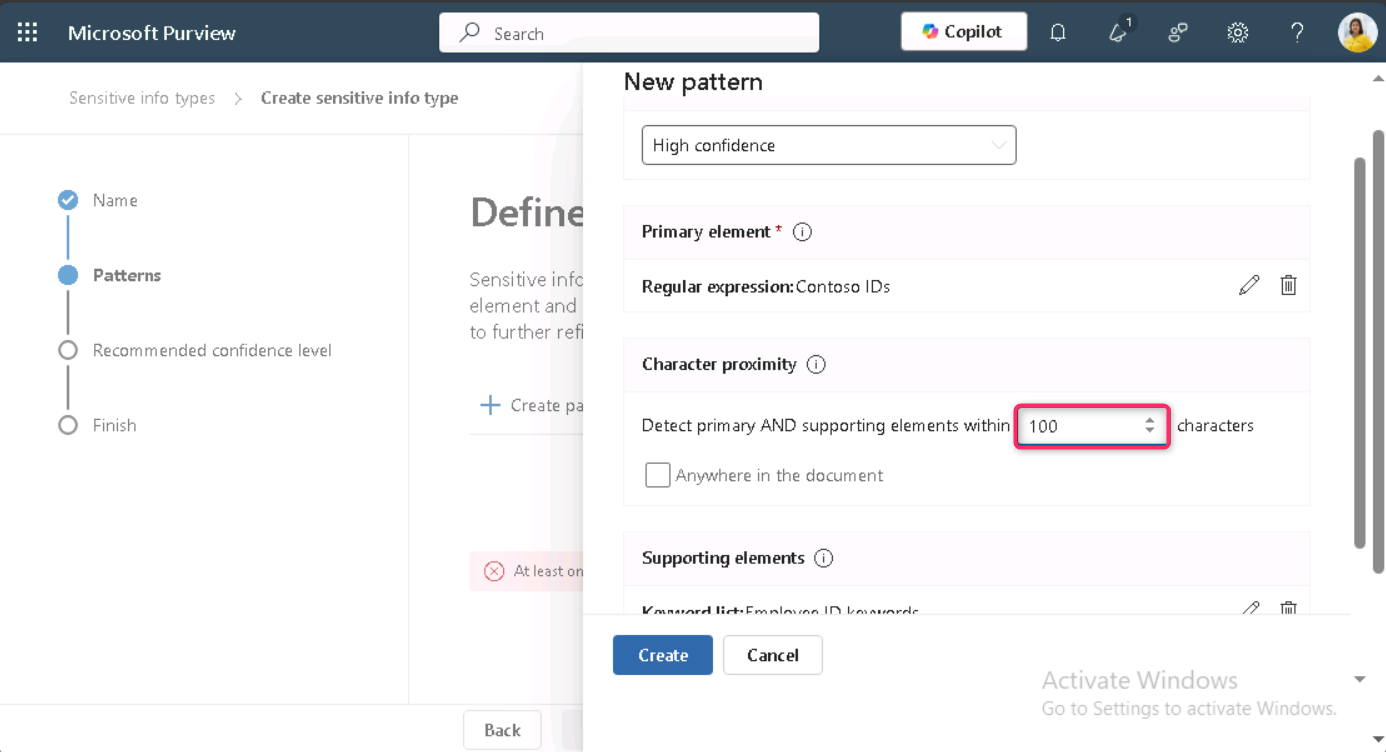 Microsoft Purview
Search
Copilot
1
Sensitive info types > Create sensitive info type
Name
Patterns
Recommended confidence level
Finish
Define
Sensitive info
element and
to further refi
Create pa
At least on
Back
New pattern
High confidence
Primary element *
Regular expression:Contoso IDs
Character proximity
Detect primary AND supporting elements within 100 characters
Anywhere in the document
Supporting elements
Keyword list:Employee ID keywords
Create Cancel
Activate Windows
Go to Settings to activate Windows.